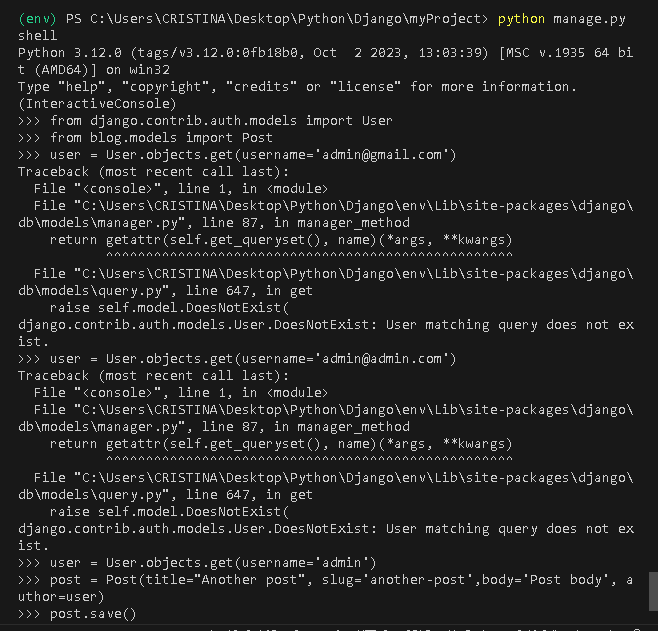 (env) PS C:\Users\CRISTINA\Desktop\Python\Django\myProject> python manage.py
shell
Python 3.12.0 (tags/v3.12.0:0fb18b0, Oct  2 2023, 13:03:39) [MSC v.1935 64 bi
t (AMD64)] on win32
Type "help", "copyright", "credits" or "license" for more information.
(InteractiveConsole)
>>> from django.contrib.auth.models import User
>>> from blog.models import Post
>>> user = User.objects.get(username='admin@gmail.com')
Traceback (most recent call last):
  File "<console>", line 1, in <module>
  File "C:\Users\CRISTINA\Desktop\Python\Django\env\Lib\site-packages\django\
db\models\manager.py", line 87, in manager_method
    return getattr(self.get_queryset(), name)(*args, **kwargs)
           ^^^^^^^^^^^^^^^^^^^^^^^^^^^^^^^^^^^^^^^^^^^^^^^^^^^
  File "C:\Users\CRISTINA\Desktop\Python\Django\env\Lib\site-packages\django\
db\models\query.py", line 647, in get
    raise self.model.DoesNotExist(
django.contrib.auth.models.User.DoesNotExist: User matching query does not ex
ist.
>>> user = User.objects.get(username='admin@admin.com')
Traceback (most recent call last):
  File "<console>", line 1, in <module>
  File "C:\Users\CRISTINA\Desktop\Python\Django\env\Lib\site-packages\django\
db\models\manager.py", line 87, in manager_method
    return getattr(self.get_queryset(), name)(*args, **kwargs)
           ^^^^^^^^^^^^^^^^^^^^^^^^^^^^^^^^^^^^^^^^^^^^^^^^^^^
  File "C:\Users\CRISTINA\Desktop\Python\Django\env\Lib\site-packages\django\
db\models\query.py", line 647, in get
    raise self.model.DoesNotExist(
django.contrib.auth.models.User.DoesNotExist: User matching query does not ex
ist.
>>> user = User.objects.get(username='admin')
>>> post = Post(title="Another post", slug='another-post',body='Post body', a
uthor=user)
>>> post.save()